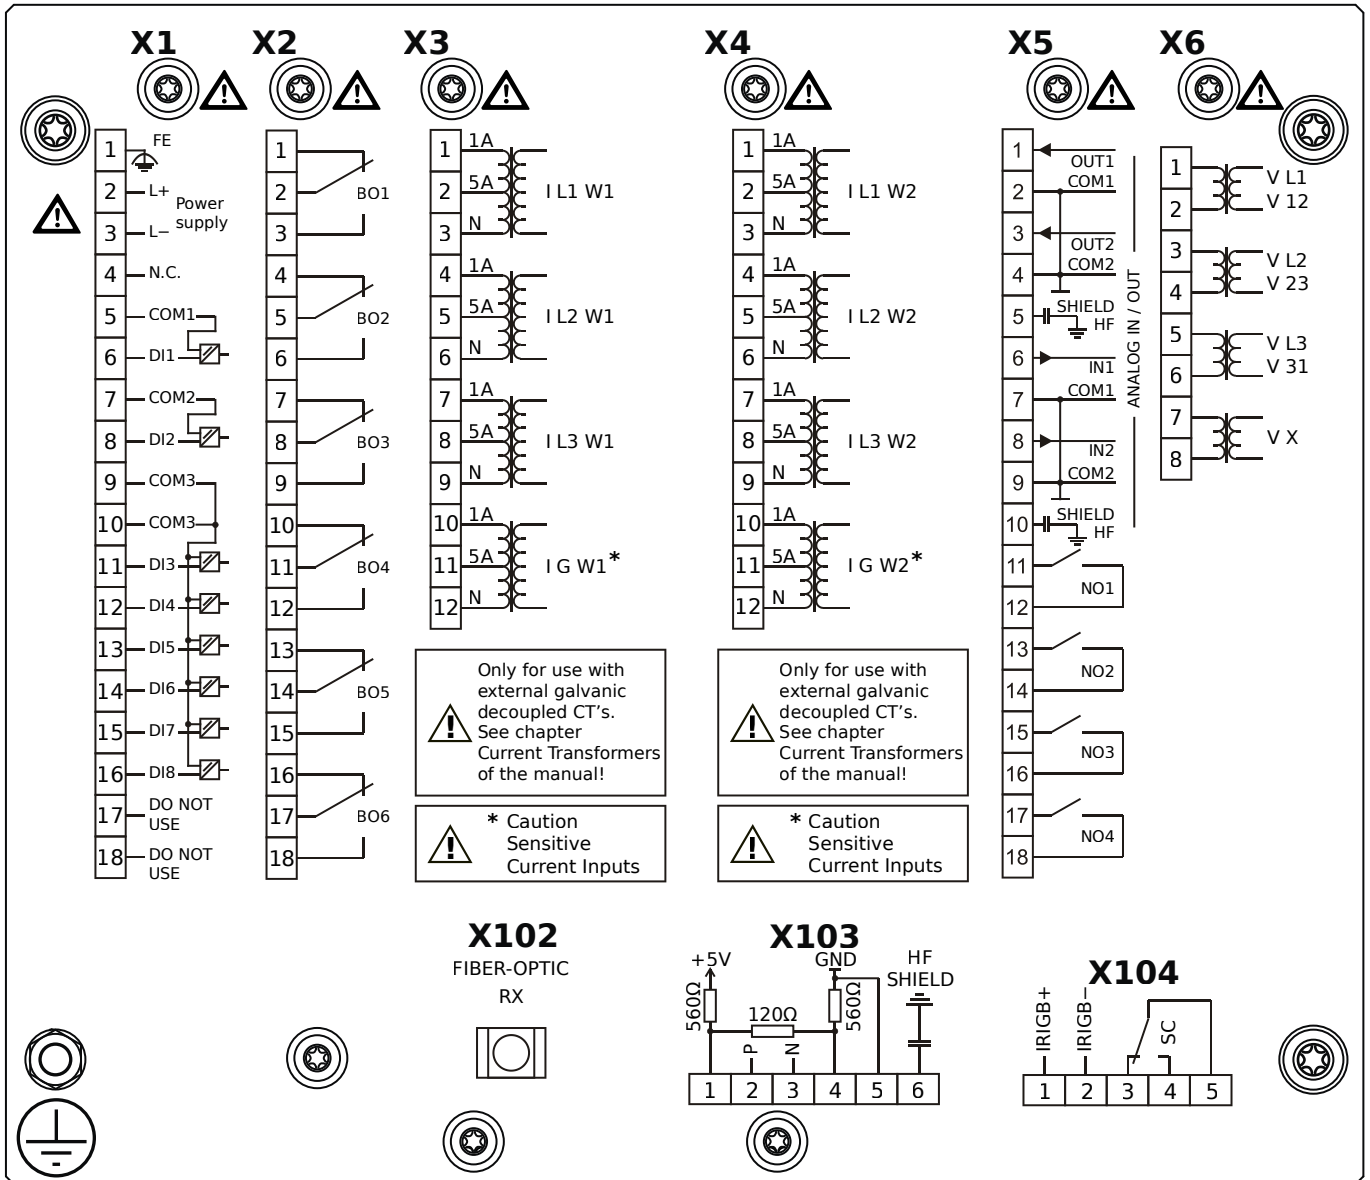 X1
X2
X3
X4
X5
X6
1 FE
2 L+
Power
supply
3 L−
4 N.C.
5 COM1
6 DI1
7 COM2
8 DI2
9 COM3
10 COM3
11 DI3
12 DI4
13 DI5
14 DI6
15 DI7
16 DI8
17 DO NOT
USE
18 DO NOT
USE
1
2 BO1
3
4
5 BO2
6
7
8 BO3
9
10
11 BO4
12
13
14 BO5
15
16
17 BO6
18
1 1A
2 5A I L1 W1
3 N
4 1A
5 5A I L2 W1
6 N
7 1A
8 5A I L3 W1
9 N
10 1A
11 5A I G W1*
12 N
Only for use with
external galvanic
decoupled CT’s.
See chapter
Current Transformers
of the manual!
* Caution
Sensitive
Current Inputs
1 1A
2 5A I L1 W2
3 N
4 1A
5 5A I L2 W2
6 N
7 1A
8 5A I L3 W2
9 N
10 1A
11 5A I G W2*
12 N
Only for use with
external galvanic
decoupled CT’s.
See chapter
Current Transformers
of the manual!
* Caution
Sensitive
Current Inputs
1 OUT1
2 COM1
3 OUT2
4 COM2
5 SHIELD
HF
6 IN1
7 COM1
8 IN2
9 COM2
10 SHIELD
HF
ANALOG IN / OUT
11
NO1
12
13
NO2
14
15
NO3
16
17
NO4
18
1 V L1
2 V 12
3 V L2
4 V 23
5 V L3
6 V 31
7
V X
8
X102
FIBER-OPTIC
RX
X103
+5V
GND
HF
SHIELD
560Ω
120Ω
560Ω
P
N
1 2 3 4 5 6
X104
IRIGB+
IRIGB−
SC
1 2 3 4 5